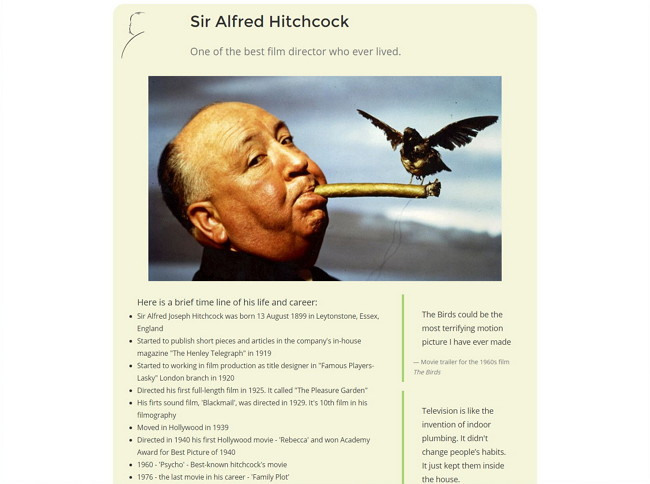 Sir Alfred Hitchcock
One of the best film director who ever lived.
Here is a brief time line of his life and career:
Sir Alfred Joseph Hitchcock was born 13 August 1899 in Leytonstone, Essex,
England
Started to publish short pieces and articles in the company's in-house
magazine "The Henley Telegraph" in 1919
Started to working in film production as title designer in "Famous Players-
Lasky" London branch in 1920
Directed his first full-length film in 1925. It called "The Pleasure Garden"
His firts sound film, 'Blackmail', was directed in 1929. It's 10th film in his
filmography
Moved in Hollywood in 1939
Directed in 1940 his first Hollywood movie - 'Rebecca' and won Academy
Award for Best Picture of 1940
1960 - 'Psycho' - Best-known hitchcock's movie
1976 - the last movie in his career - 'Family Plot'
The Birds could be the
most terrifying motion
picture I have ever made
— Movie trailer for the 1960s film
The Birds
Television is like the
invention of indoor
plumbing. It didn't
change people's habits.
It just kept them inside
the house.